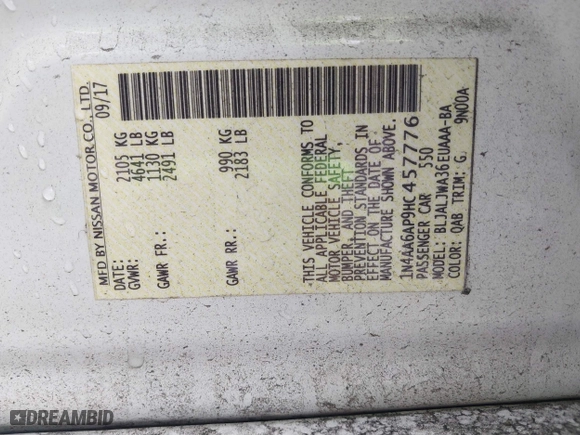 MFD BY NISSAN MOTOR CO., LTD.
DATE: 09/17
GVWR: 2105 KG
4641 LB
GAWR FR.: 1130 KG
2491 LB
GAWR RR.: 990 KG
2183 LB
THIS VEHICLE CONFORMS TO
ALL APPLICABLE FEDERAL
MOTOR VEHICLE SAFETY,
BUMPER, AND THEFT
PREVENTION STANDARDS IN
EFFECT ON THE DATE OF
MANUFACTURE SHOWN ABOVE.
1N4AA6AP9HC457776
PASSENGER CAR 550
MODEL: BLJALJWA36EUAAA-BA
COLOR: QAB TRIM: G 9N00A
DREAMBID